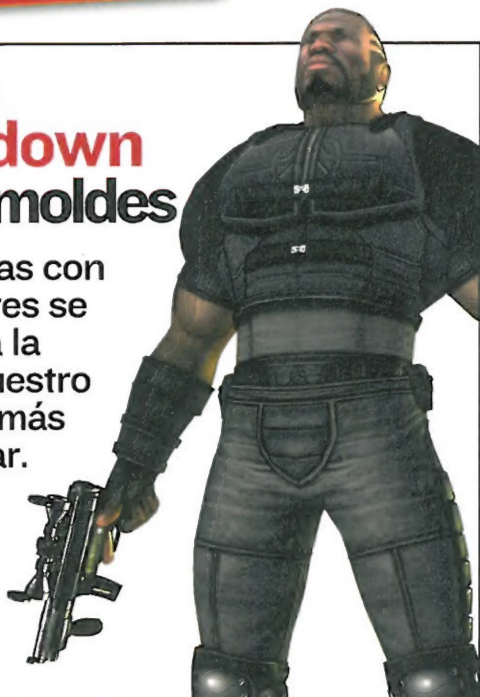 down
moldes
as con
res se
a la
uestro
más
ar.